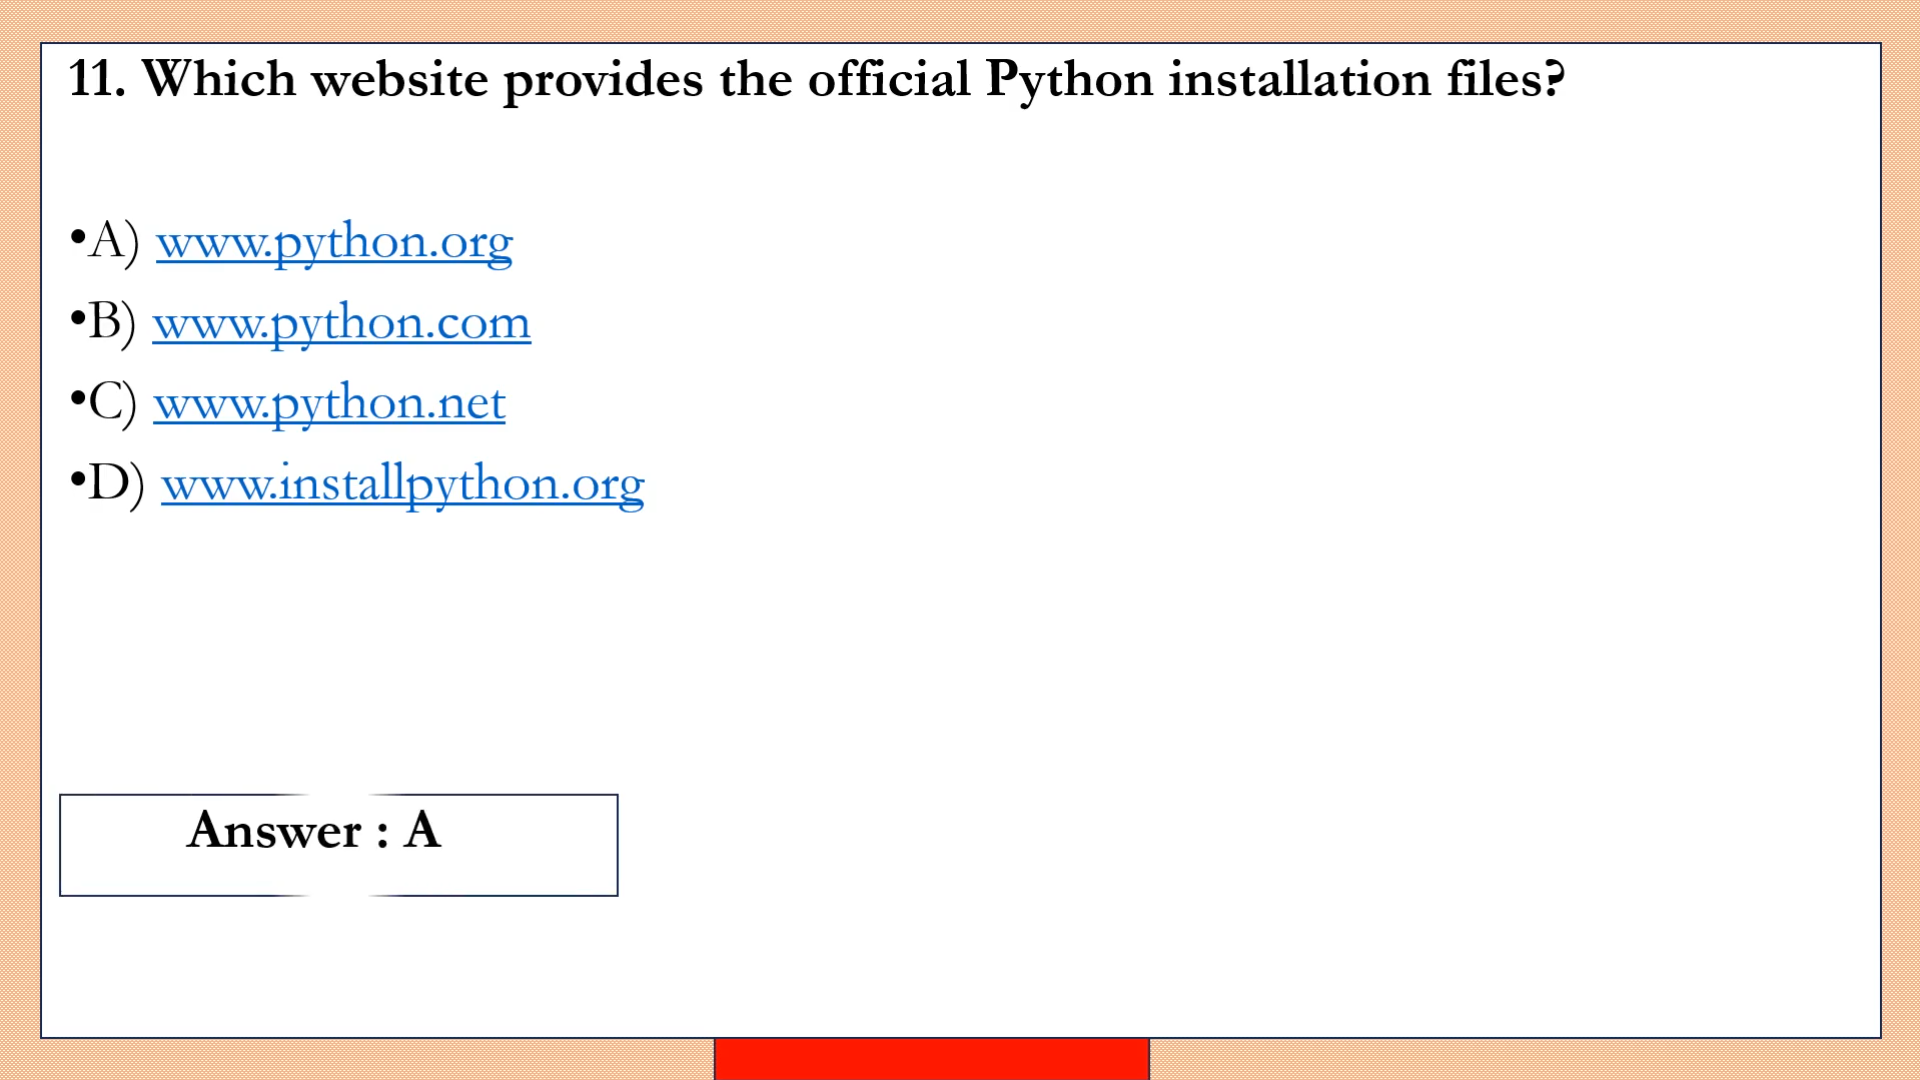 11. Which website provides the official Python installation files?
•A) www.python.org
•B) www.python.com
•C) www.python.net
•D) www.installpython.org
Answer : A